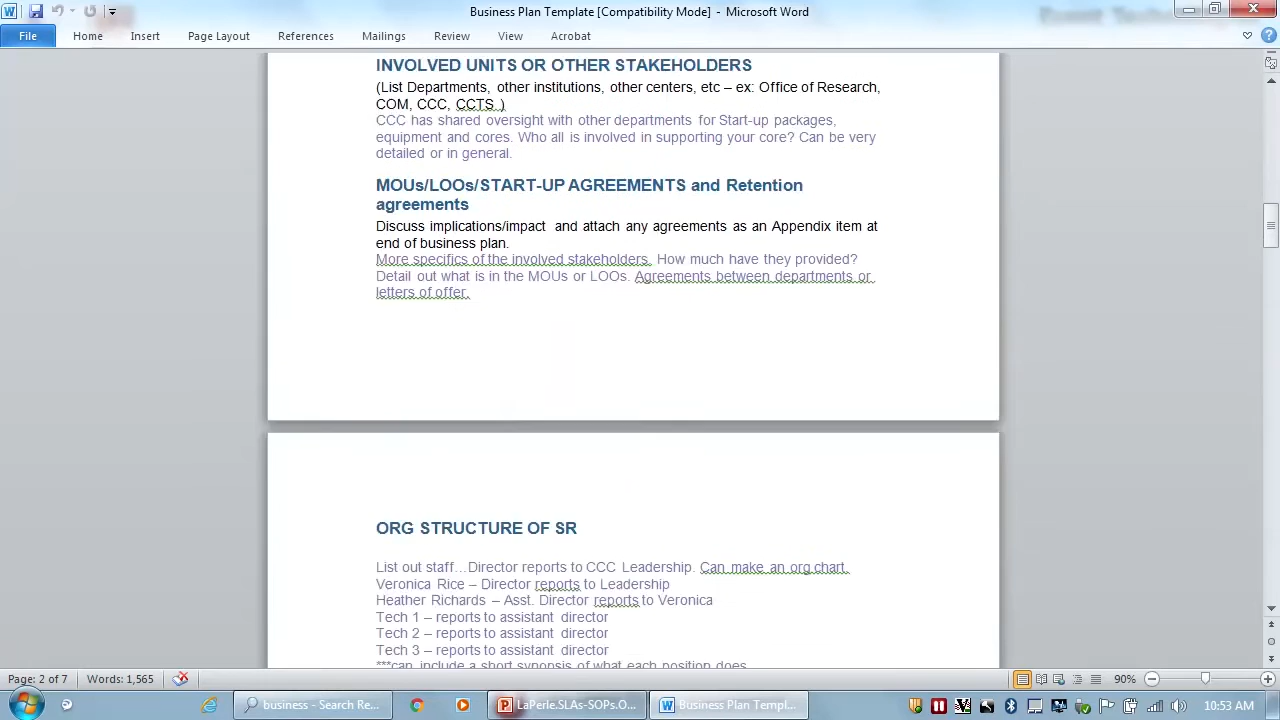 Business Plan Template [Compatibility Mode] - Microsoft Word
File Home Insert Page Layout References Mailings Review View Acrobat
INVOLVED UNITS OR OTHER STAKEHOLDERS
(List Departments, other institutions, other centers, etc – ex: Office of Research,
COM, CCC, CCTS )
CCC has shared oversight with other departments for Start-up packages,
equipment and cores. Who all is involved in supporting your core? Can be very
detailed or in general.
MOUs/LOOs/START-UP AGREEMENTS and Retention
agreements
Discuss implications/impact and attach any agreements as an Appendix item at
end of business plan.
More specifics of the involved stakeholders. How much have they provided?
Detail out what is in the MOUs or LOOs. Agreements between departments or
letters of offer.
ORG STRUCTURE OF SR
List out staff…Director reports to CCC Leadership. Can make an org chart.
Veronica Rice – Director reports to Leadership
Heather Richards – Asst. Director reports to Veronica
Tech 1 – reports to assistant director
Tech 2 – reports to assistant director
Tech 3 – reports to assistant director
***can include a short synopsis of what each position does
Page: 2 of 7 Words: 1,565 90%
business - Search Re... LaPerle.SLAs-SOPs.O... Business Plan Templ... 10:53 AM